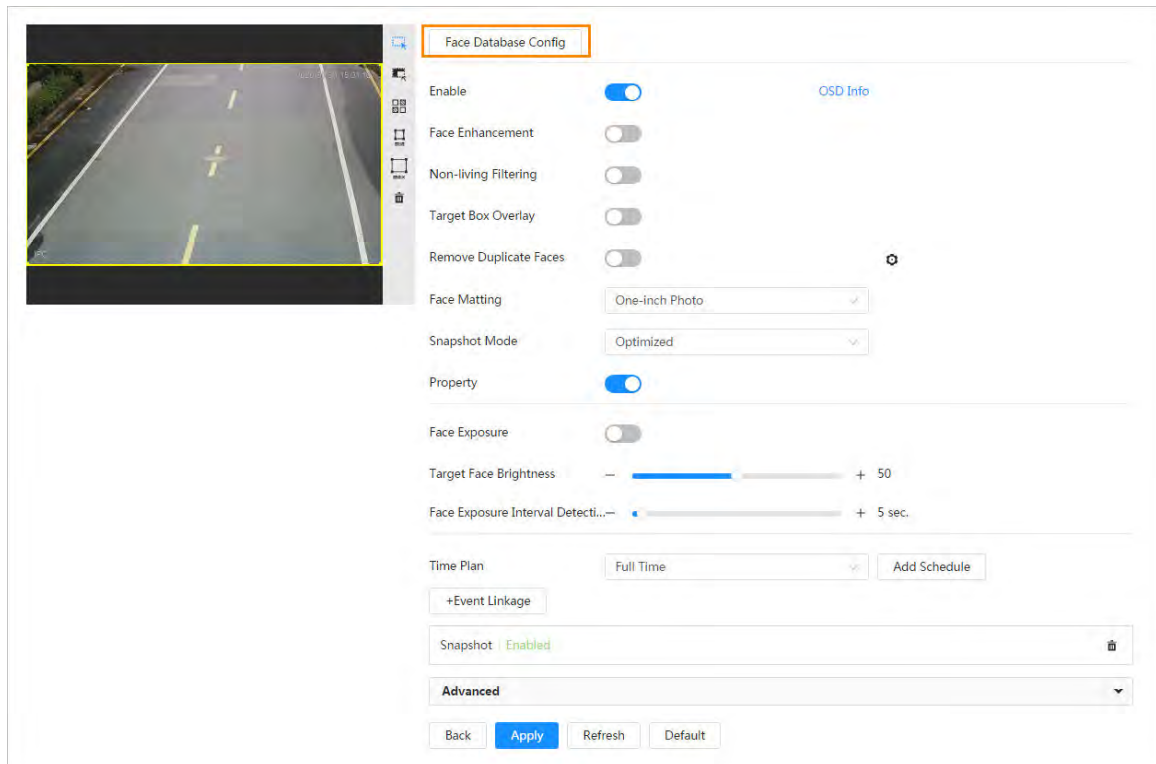 Face Database Config
Enable
OSD Info
Face Enhancement
Non-living Filtering
Target Box Overlay
Remove Duplicate Faces
Face Matting
One-inch Photo
Snapshot Mode
Optimized
Property
Face Exposure
Target Face Brightness
− + 50
Face Exposure Interval Detecti...
− + 5 sec.
Time Plan
Full Time
Add Schedule
+Event Linkage
Snapshot Enabled
Advanced
Back Apply Refresh Default